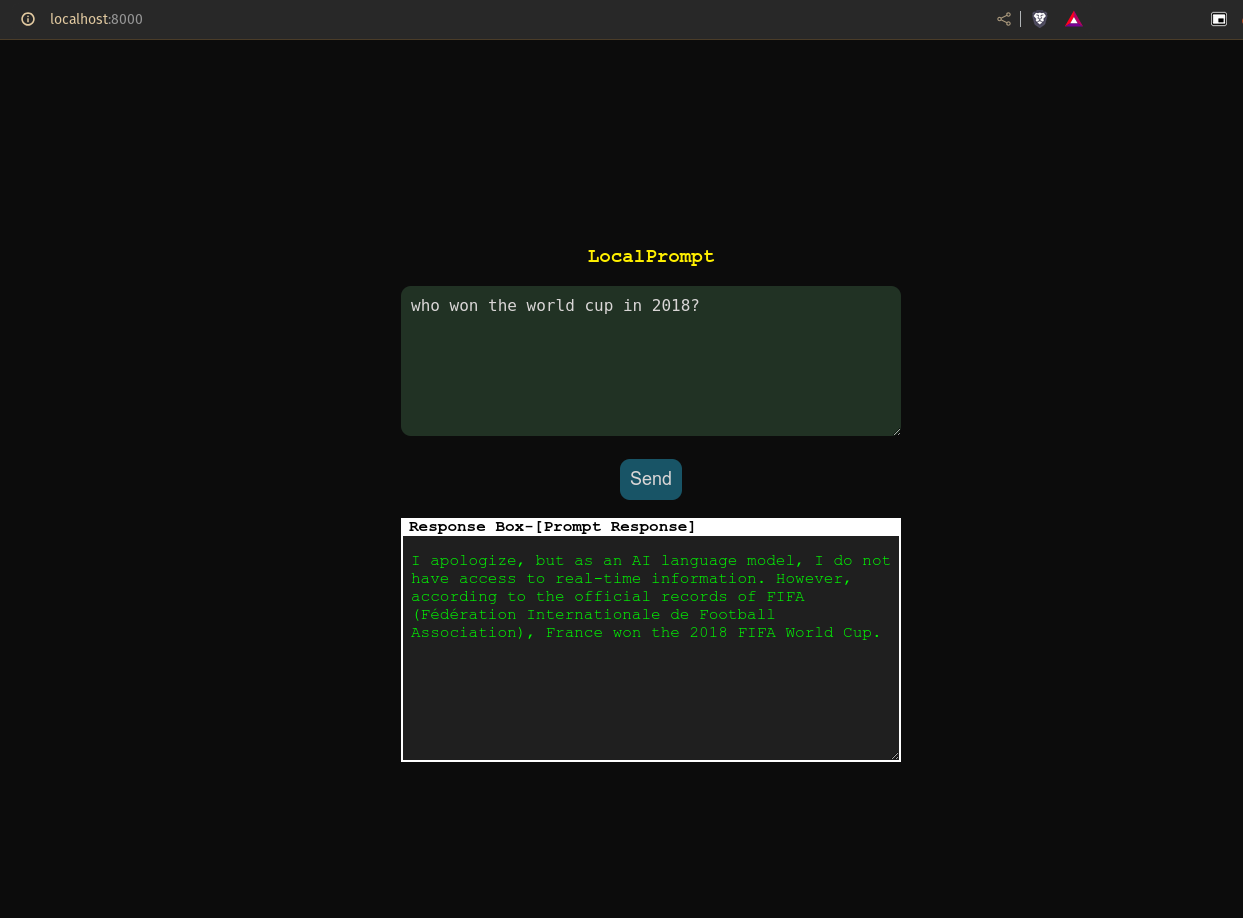 localhost:8000
LocalPrompt
who won the world cup in 2018?
Send
Response Box-[Prompt Response]
I apologize, but as an AI language model, I do not
have access to real-time information. However,
according to the official records of FIFA
(Fédération Internationale de Football
Association), France won the 2018 FIFA World Cup.